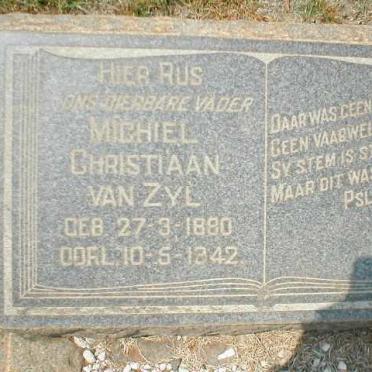 HIER RUS
ONS DIERBARE VADER
MICHIEL
CHRISTIAAN
VAN ZYL
GEB 27-3-1880
OORL. 10-5-1942
DAAR WAS GEEN
GEEN VAARWEL
SY STEM IS
MAAR DIT WAS